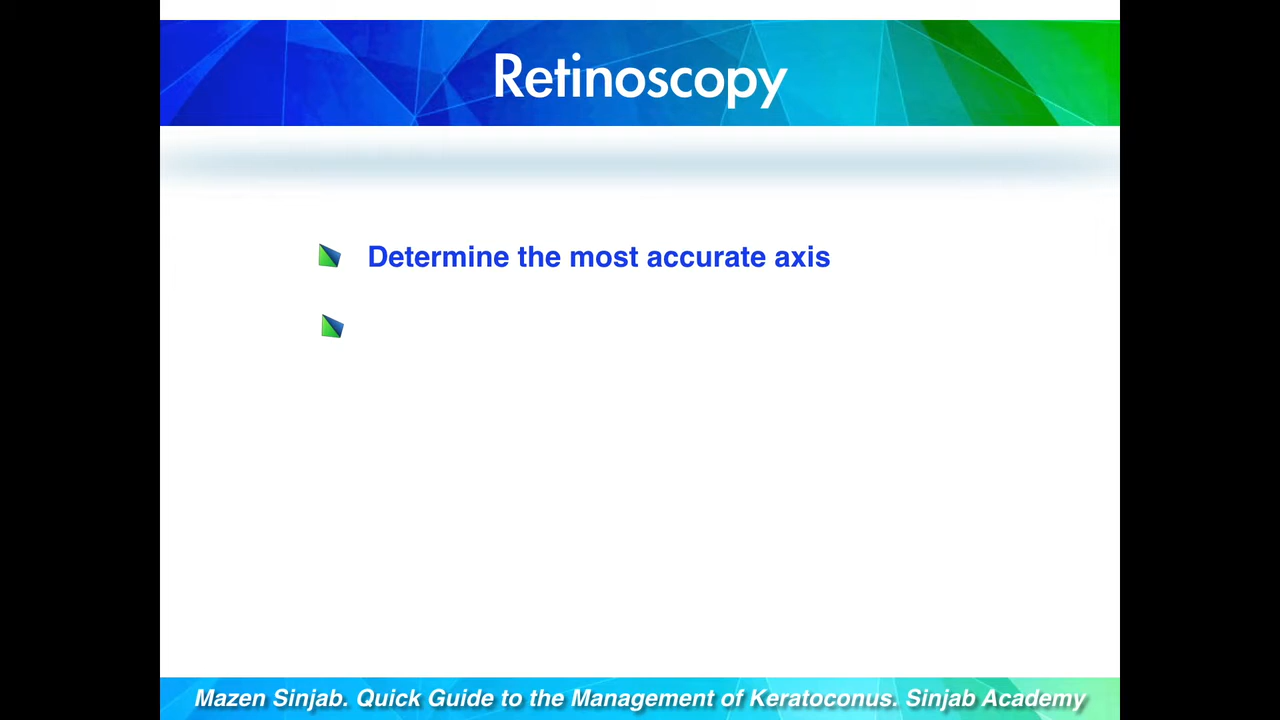 Retinoscopy
Determine the most accurate axis
Mazen Sinjab. Quick Guide to the Management of Keratoconus. Sinjab Academy